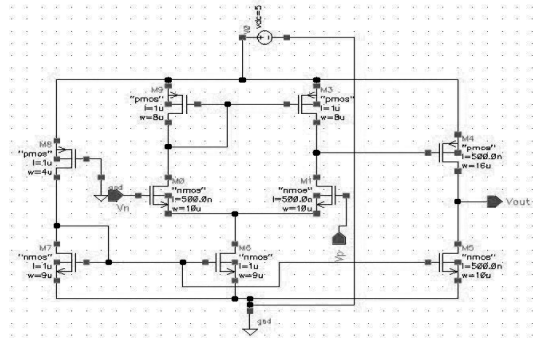 vdc=5
V0
M9
"pmos"
l=1u
w=8u
M3
"pmos"
l=1u
w=8u
M8
"pmos"
l=1u
w=4u
M4
"pmos"
l=500.0n
w=16u
gnd
Vn
M0
"nmos"
l=500.0n
w=10u
M1
"nmos"
l=500.0n
w=10u
Vout
Vp
M7
"nmos"
l=1u
w=9u
M6
"nmos"
l=1u
w=9u
M5
"nmos"
l=500.0n
w=10u
gnd